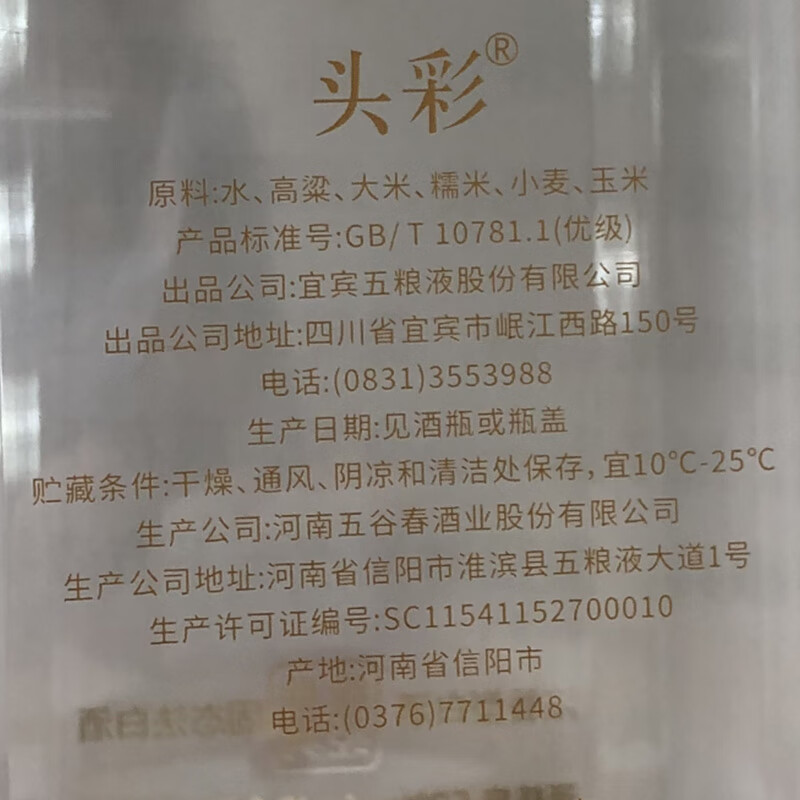 头彩®
原料:水、高粱、大米、糯米、小麦、玉米
产品标准号:GB/T 10781.1(优级)
出品公司:宜宾五粮液股份有限公司
出品公司地址:四川省宜宾市岷江西路150号
电话:(0831)3553988
生产日期:见酒瓶或瓶盖
贮藏条件:干燥、通风、阴凉和清洁处保存,宜10℃-25℃
生产公司:河南五谷春酒业股份有限公司
生产公司地址:河南省信阳市淮滨县五粮液大道1号
生产许可证编号:SC11541152700010
产地:河南省信阳市
电话:(0376)7711448
固态法白酒